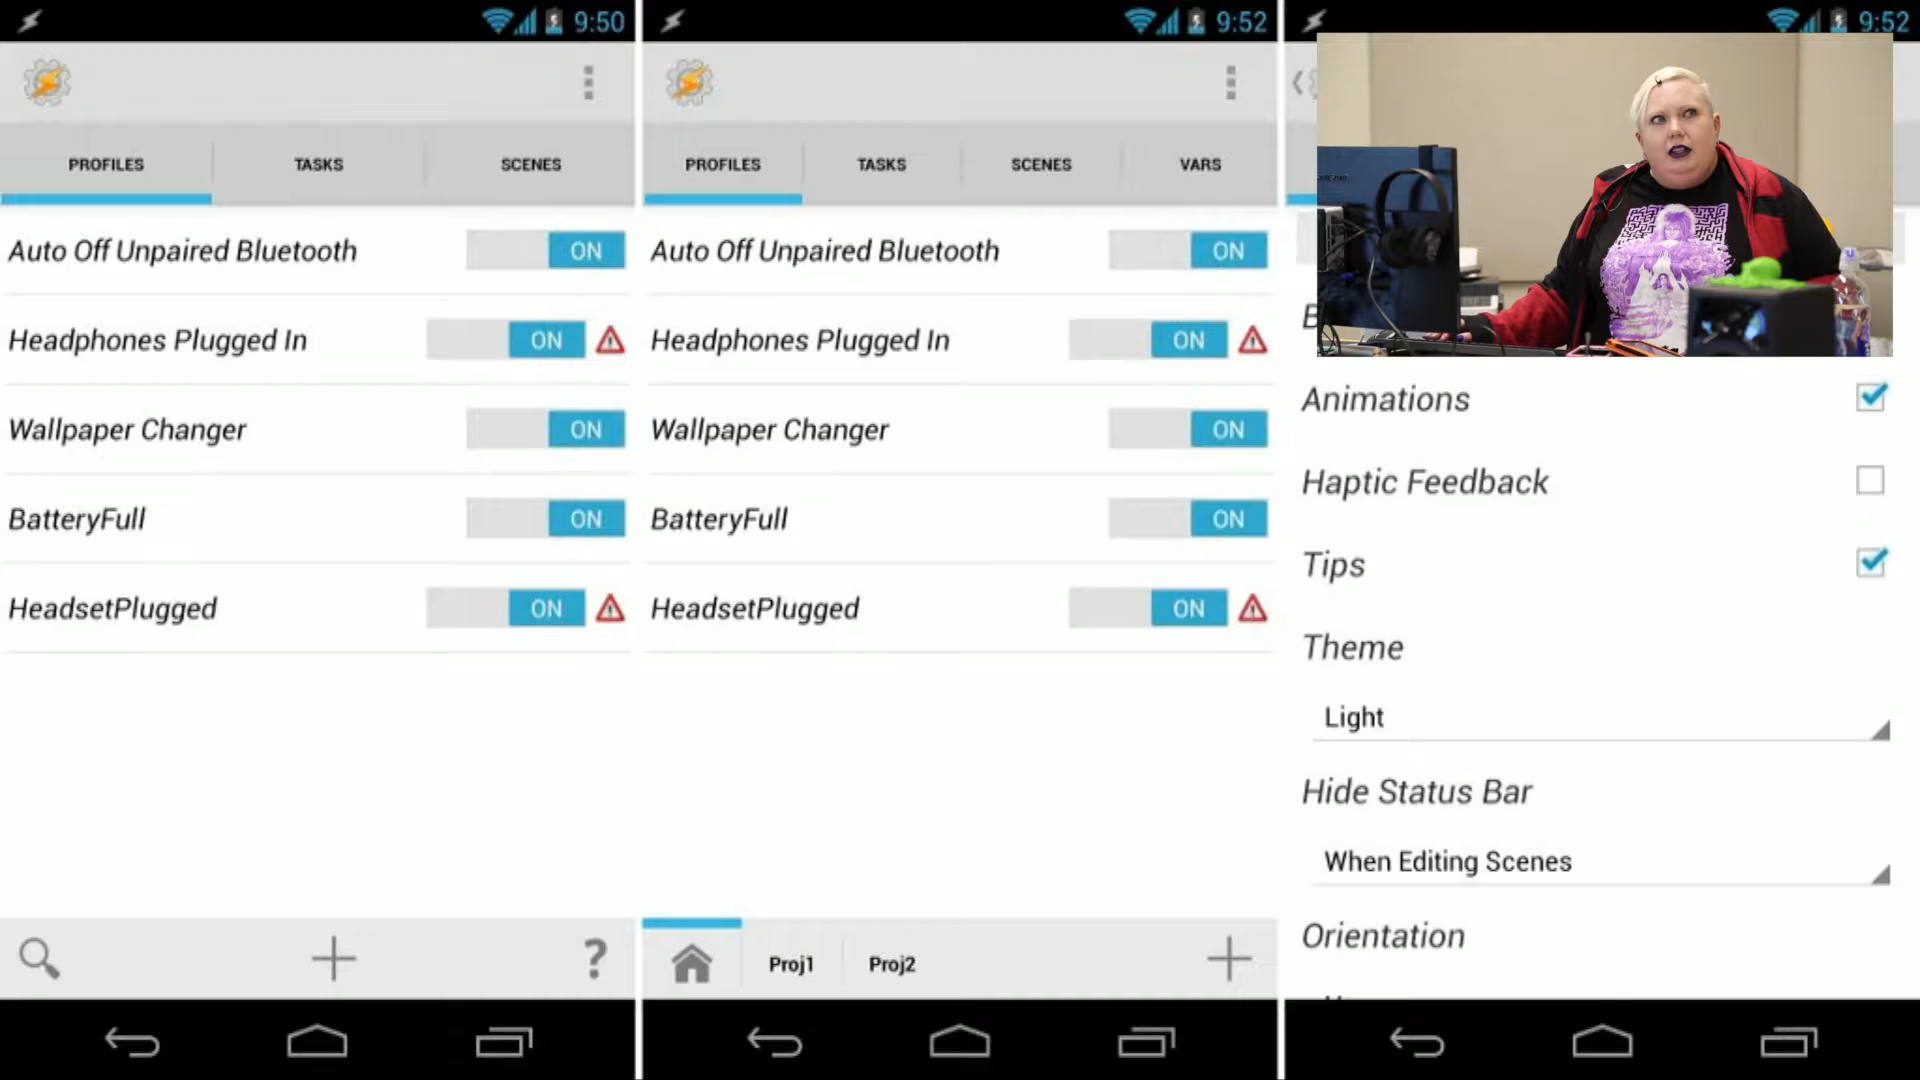 9:50
PROFILES TASKS SCENES
Auto Off Unpaired Bluetooth ON
Headphones Plugged In ON
Wallpaper Changer ON
BatteryFull ON
HeadsetPlugged ON
?
9:52
PROFILES TASKS SCENES VARS
Auto Off Unpaired Bluetooth ON
Headphones Plugged In ON
Wallpaper Changer ON
BatteryFull ON
HeadsetPlugged ON
Proj1 Proj2
9:52
Animations
Haptic Feedback
Tips
Theme
Light
Hide Status Bar
When Editing Scenes
Orientation